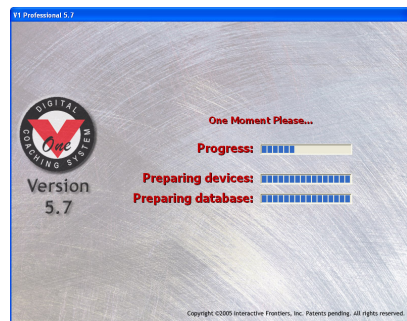 V1 Professional 5.7
DIGITAL
One
COACHING SYSTEM
Version
5.7
One Moment Please...
Progress:
Preparing devices:
Preparing database:
Copyright ©2005 Interactive Frontiers, Inc. Patents pending. All rights reserved.